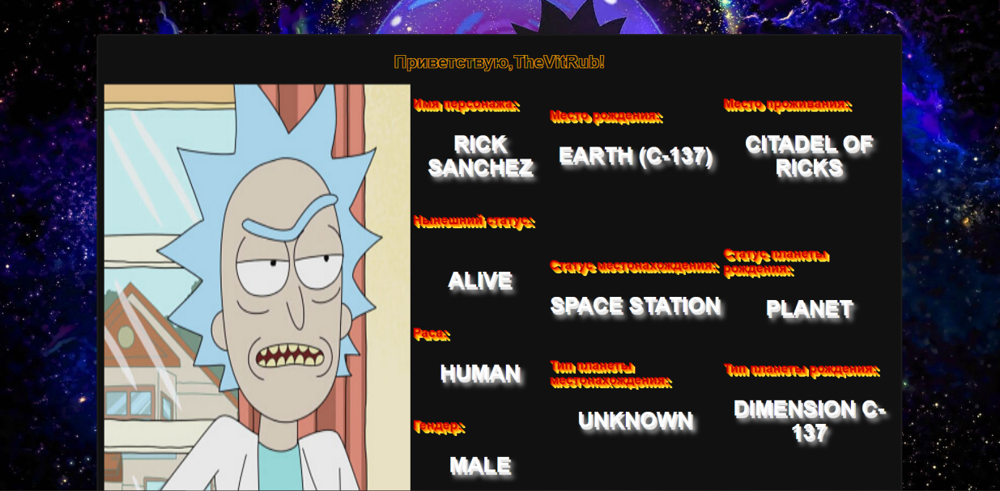 Приветствую,TheVitRub!
Имя персонажа:
RICK
SANCHEZ
Место рождения:
EARTH (C-137)
Место проживания:
CITADEL OF
RICKS
Нынешний статус:
ALIVE
Статус местонахождения:
SPACE STATION
Статус планеты
рождения:
PLANET
Раса:
HUMAN
Тип планеты
местонахождения:
UNKNOWN
Тип планеты рождения:
DIMENSION C-
137
Гендер:
MALE